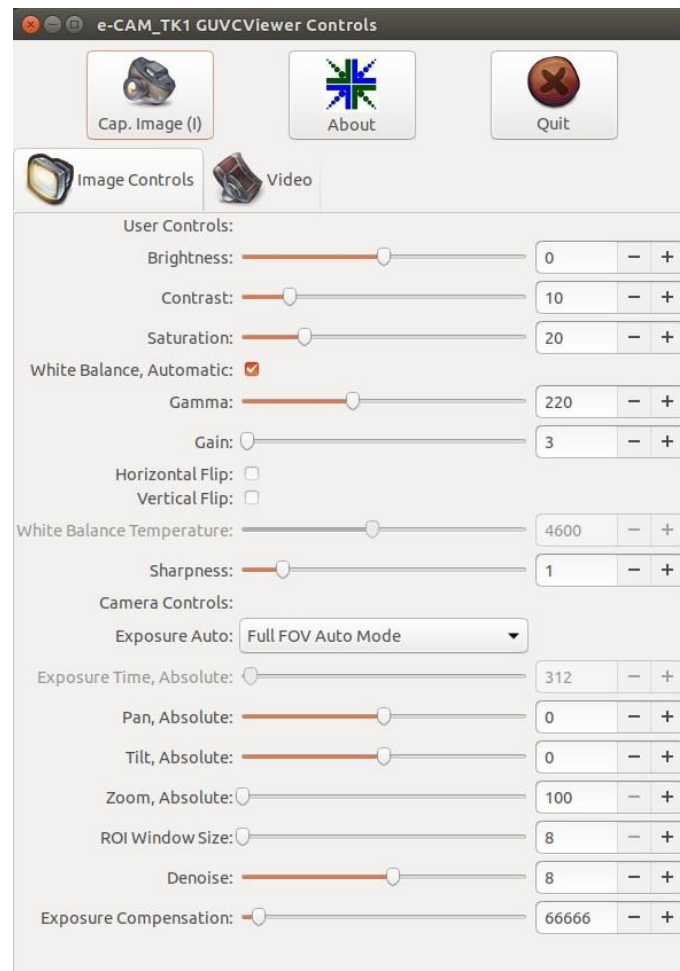 e-CAM_TK1 GUVCViewer Controls
Cap. Image (I) About Quit
Image Controls Video
User Controls:
Brightness: 0 − +
Contrast: 10 − +
Saturation: 20 − +
White Balance, Automatic:
Gamma: 220 − +
Gain: 3 − +
Horizontal Flip:
Vertical Flip:
White Balance Temperature: 4600 − +
Sharpness: 1 − +
Camera Controls:
Exposure Auto: Full FOV Auto Mode
Exposure Time, Absolute: 312 − +
Pan, Absolute: 0 − +
Tilt, Absolute: 0 − +
Zoom, Absolute: 100 − +
ROI Window Size: 8 − +
Denoise: 8 − +
Exposure Compensation: 66666 − +